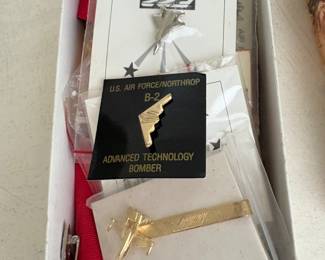 U.S. AIR FORCE/NORTHROP
B-2
ADVANCED TECHNOLOGY
BOMBER